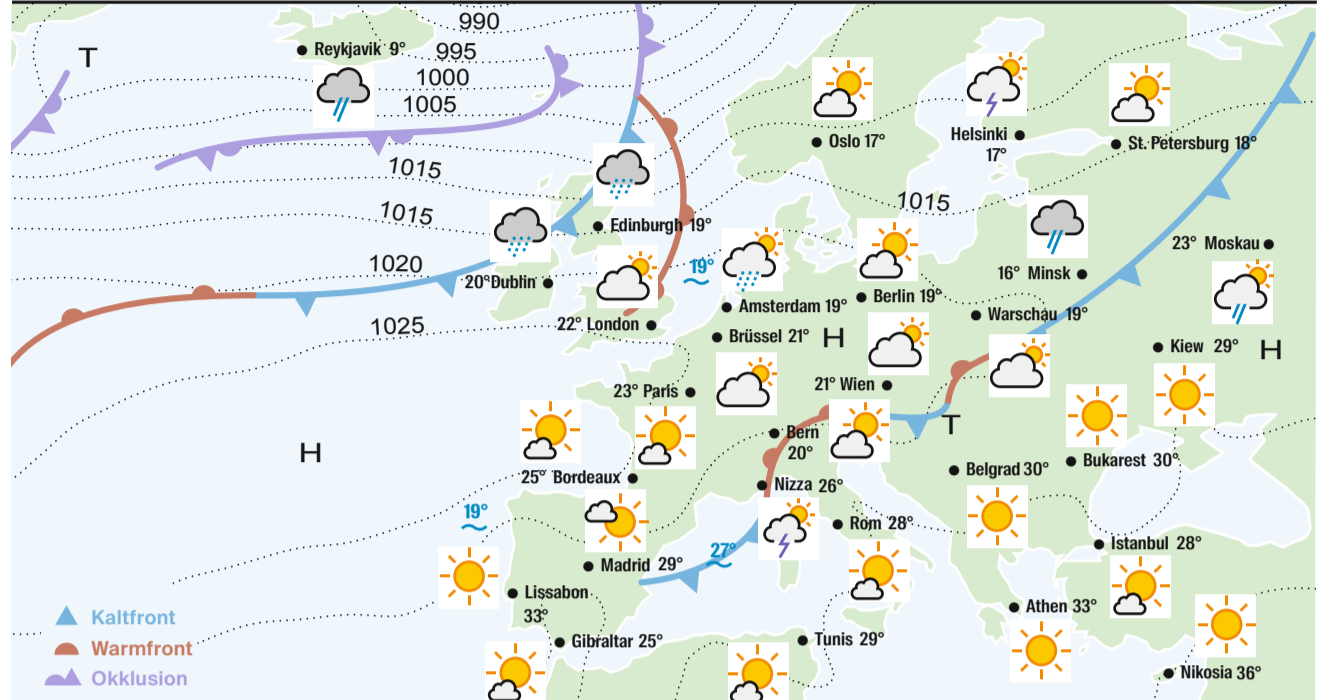 990
T
Reykjavik 9°
995
1000
1005
Oslo 17°
Helsinki
17°
St. Petersburg 18°
1015
1015
1015
Edinburgh 19°
23° Moskau
1020
19°
20° Dublin
16° Minsk
Amsterdam 19°
Berlin 19°
Warschau 19°
1025
22° London
Brüssel 21°
H
Kiew 29°
H
23° Paris
21° Wien
T
Bern
20°
H
25° Bordeaux
Nizza 26°
Belgrad 30°
Bukarest 30°
19°
Rom 28°
27°
Istanbul 28°
Madrid 29°
Lissabon
33°
Athen 33°
Kaltfront
Gibraltar 25°
Tunis 29°
Warmfront
Nikosia 36°
Okklusion